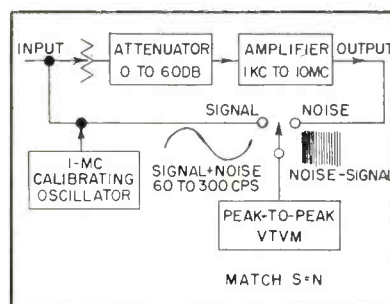 INPUT
ATTENUATOR
0 TO 60DB
AMPLIFIER
1KC TO 10MC
OUTPUT
SIGNAL
NOISE
1-MC
CALIBRATING
OSCILLATOR
SIGNAL+NOISE
60 TO 300 CPS
NOISE-SIGNAL
PEAK-TO-PEAK
VTVM
MATCH S=N